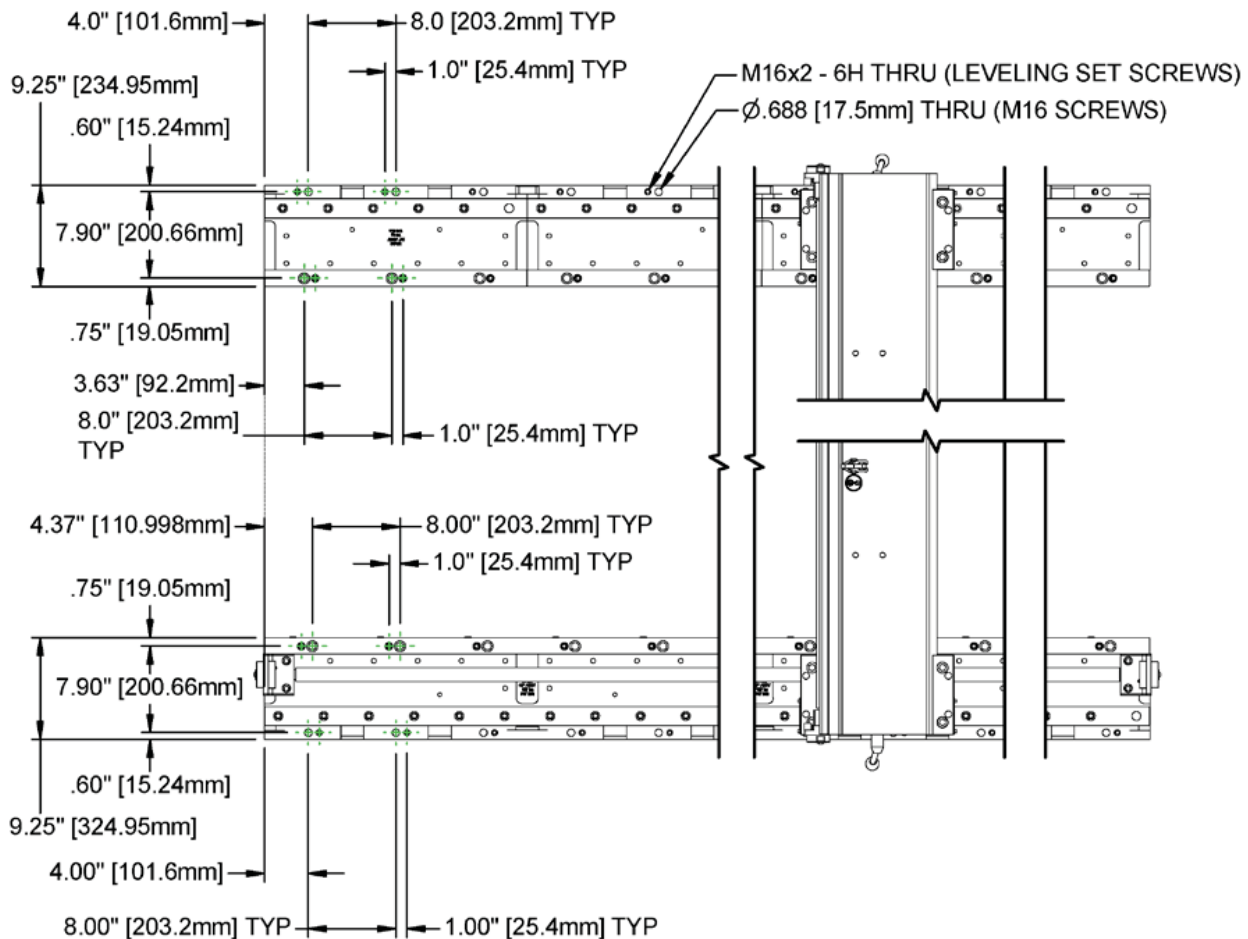 4.0" [101.6mm]
8.0 [203.2mm] TYP
1.0" [25.4mm] TYP
9.25" [234.95mm]
M16x2 - 6H THRU (LEVELING SET SCREWS)
Ø.688 [17.5mm] THRU (M16 SCREWS)
.60" [15.24mm]
7.90" [200.66mm]
.75" [19.05mm]
3.63" [92.2mm]
8.0" [203.2mm]
TYP
1.0" [25.4mm] TYP
4.37" [110.998mm]
8.00" [203.2mm] TYP
1.0" [25.4mm] TYP
.75" [19.05mm]
7.90" [200.66mm]
.60" [15.24mm]
9.25" [324.95mm]
4.00" [101.6mm]
8.00" [203.2mm] TYP
1.00" [25.4mm] TYP